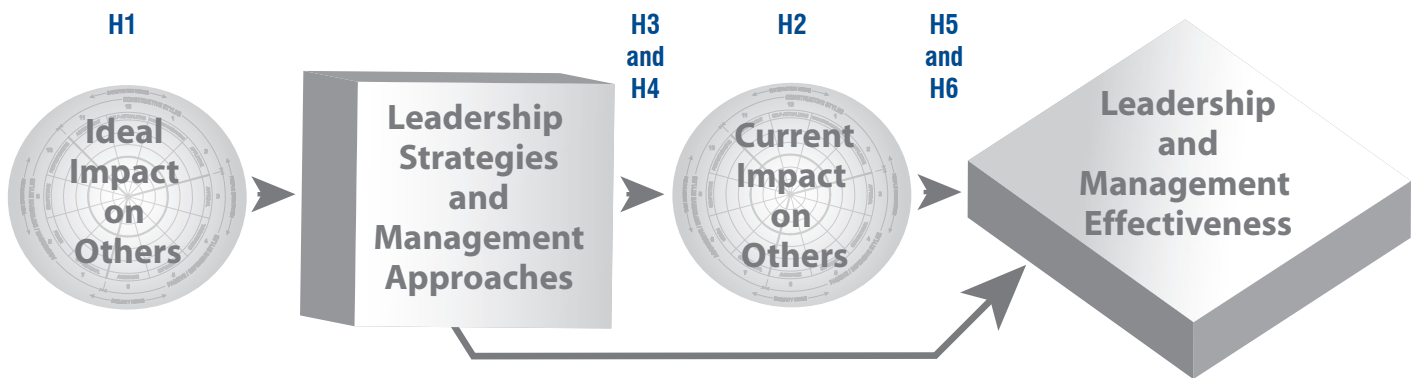 H1
H3
and
H4
H2
H5
and
H6
Ideal
Impact
on
Others
Leadership
Strategies
and
Management
Approaches
Current
Impact
on
Others
Leadership
and
Management
Effectiveness